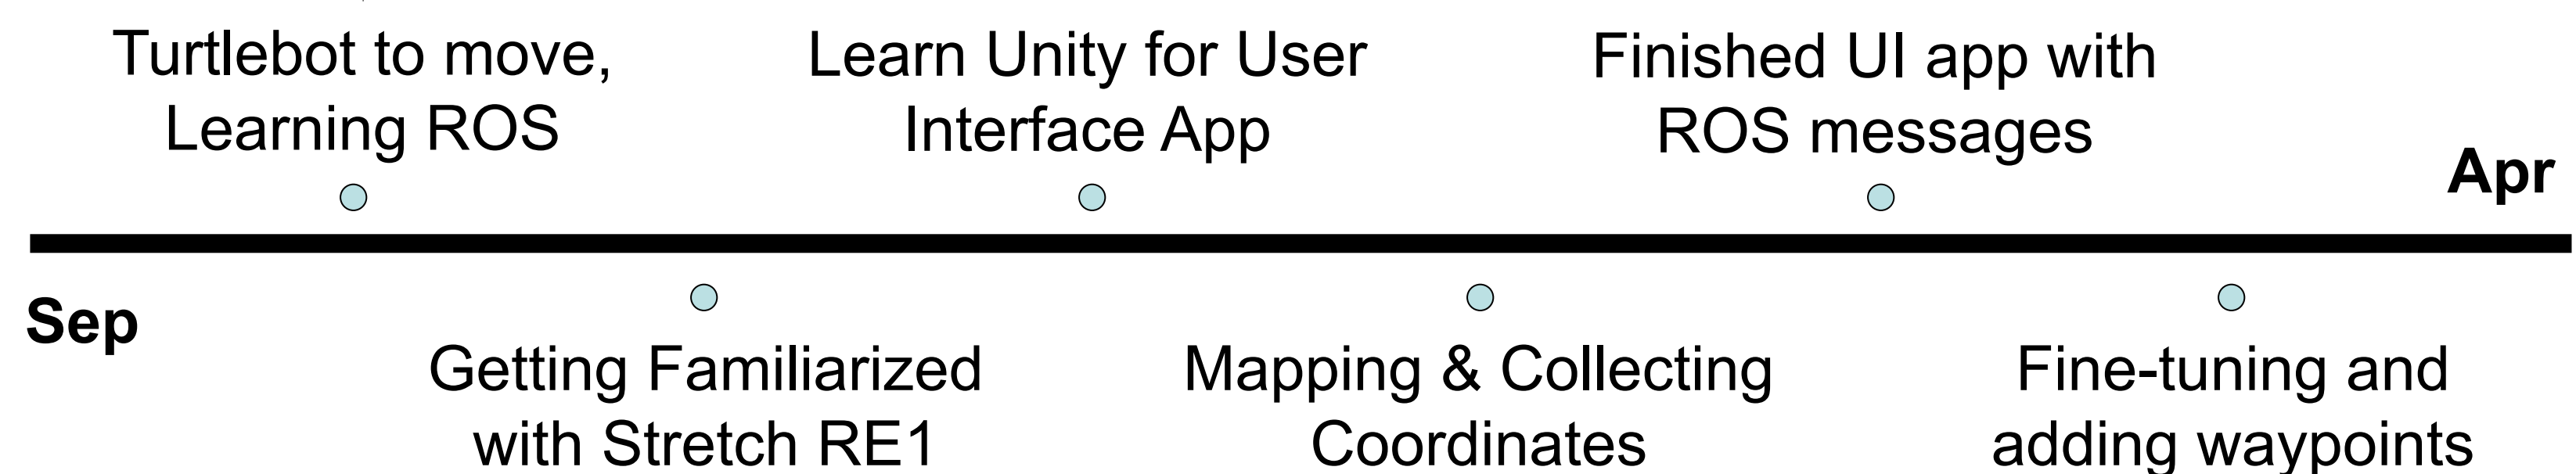 Turtlebot to move,
Learning ROS
Learn Unity for User
Interface App
Finished UI app with
ROS messages
Apr
Sep
Getting Familiarized
with Stretch RE1
Mapping & Collecting
Coordinates
Fine-tuning and
adding waypoints